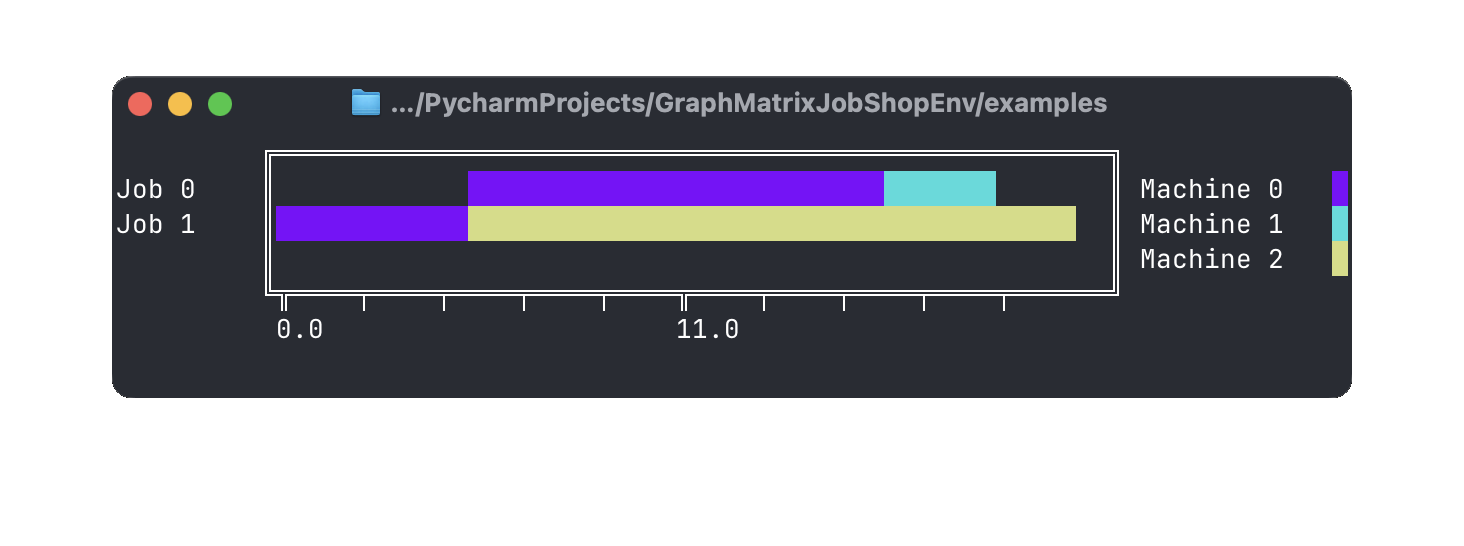 .../PycharmProjects/GraphMatrixJobShopEnv/examples
Job 0
Job 1
Machine 0
Machine 1
Machine 2
0.0
11.0